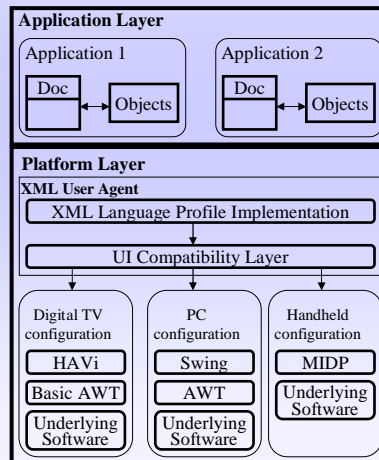 Application Layer
Application 1
Doc
Objects
Application 2
Doc
Objects
Platform Layer
XML User Agent
XML Language Profile Implementation
UI Compatibility Layer
Digital TV
configuration
HAVi
Basic AWT
Underlying
Software
PC
configuration
Swing
AWT
Underlying
Software
Handheld
configuration
MIDP
Underlying
Software